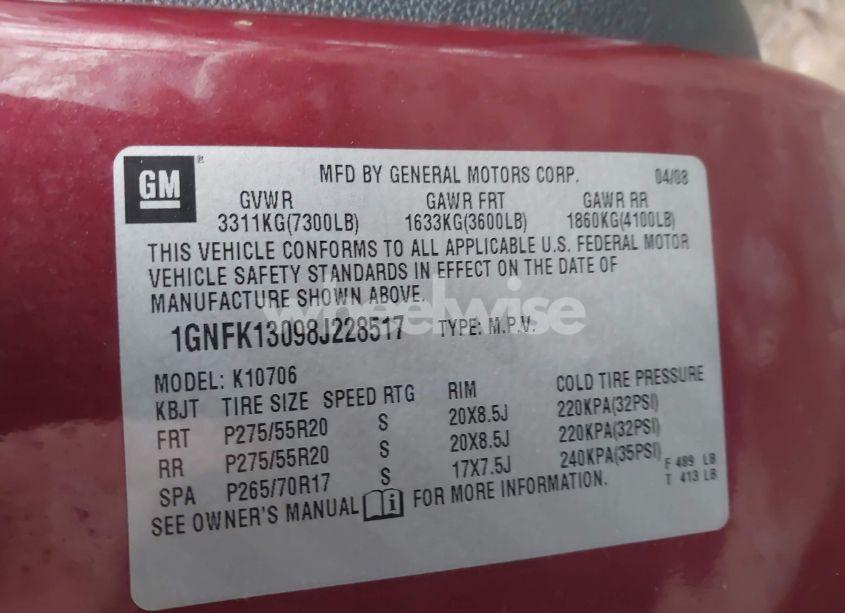 GM
MFD BY GENERAL MOTORS CORP. 04/08
GVWR GAWR FRT GAWR RR
3311KG(7300LB) 1633KG(3600LB) 1860KG(4100LB)
THIS VEHICLE CONFORMS TO ALL APPLICABLE U.S. FEDERAL MOTOR
VEHICLE SAFETY STANDARDS IN EFFECT ON THE DATE OF
MANUFACTURE SHOWN ABOVE.
wheelwise
1GNFK13098J228517 TYPE: M.P.V.
MODEL: K10706
KBJT TIRE SIZE SPEED RTG RIM COLD TIRE PRESSURE
FRT P275/55R20 S 20X8.5J 220KPA(32PSI)
RR P275/55R20 S 20X8.5J 220KPA(32PSI)
SPA P265/70R17 S 17X7.5J 240KPA(35PSI)
F 489 LB
T 413 LB
SEE OWNER'S MANUAL i FOR MORE INFORMATION.